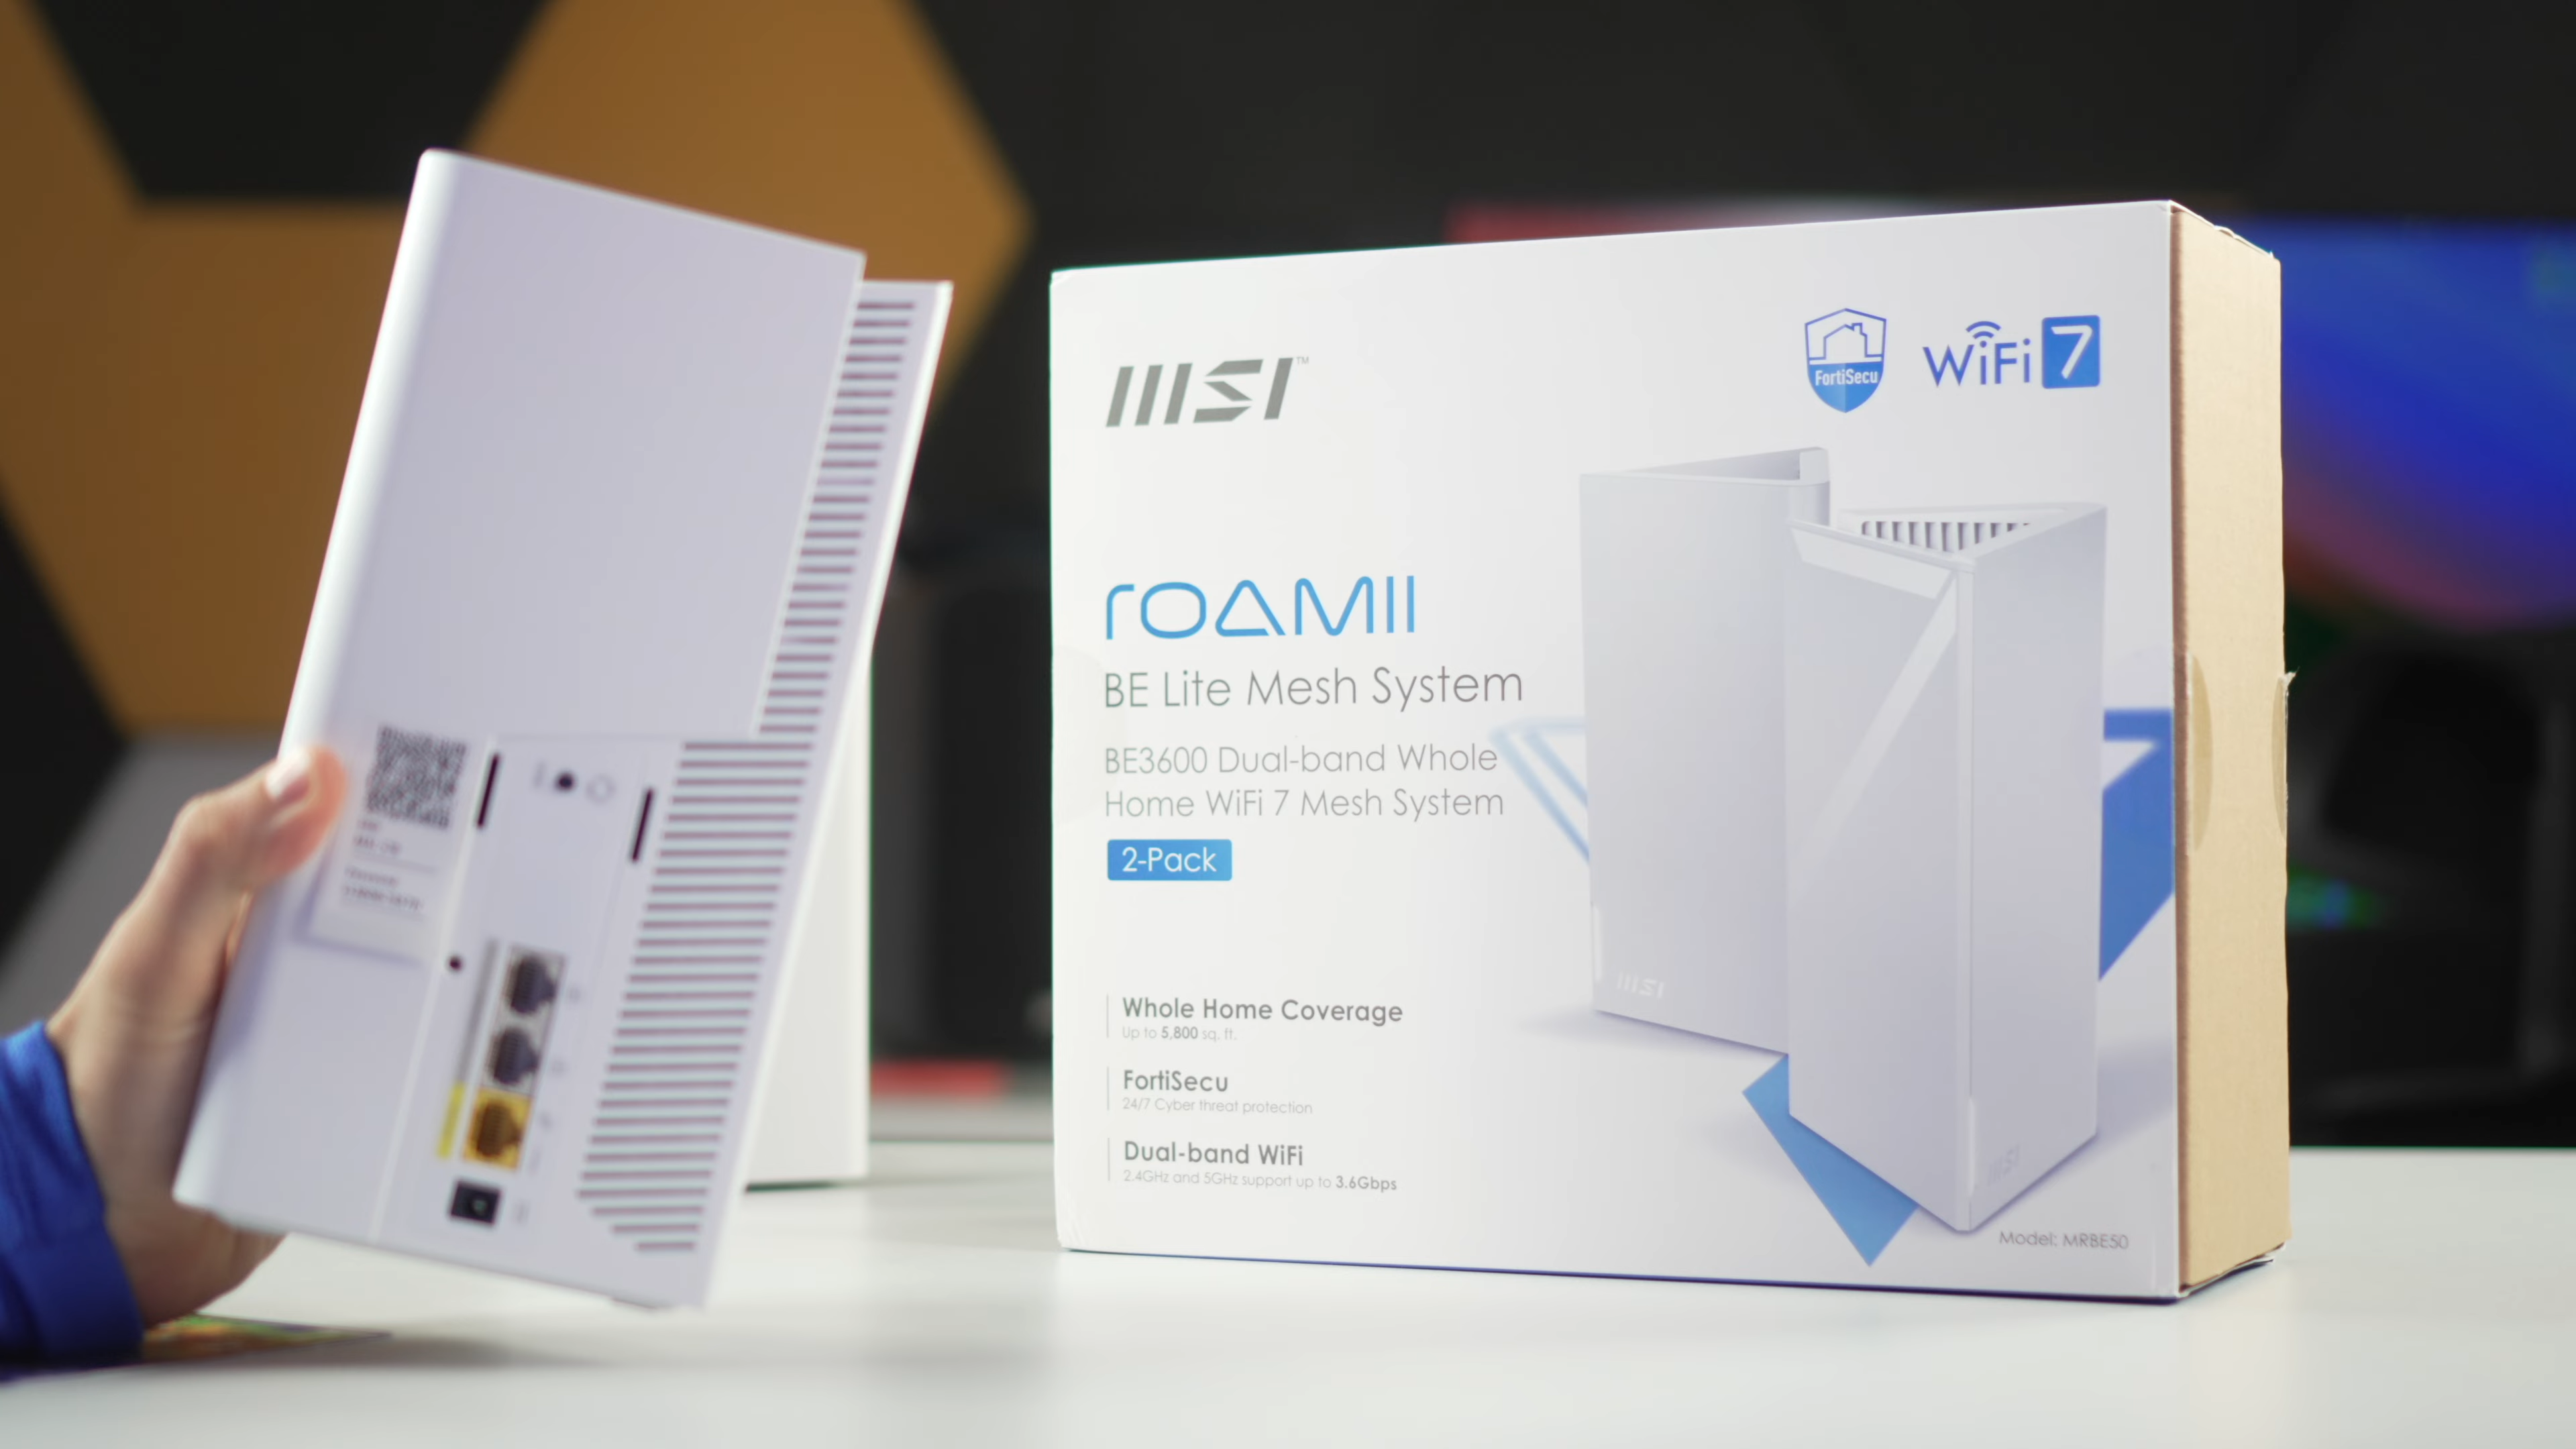 msi™
FortiSecu
WiFi 7
ROAMII
BE Lite Mesh System
BE3600 Dual-band Whole
Home WiFi 7 Mesh System
2-Pack
Whole Home Coverage
Up to 5,800 sq. ft.
FortiSecu
24/7 Cyber threat protection
Dual-band WiFi
2.4GHz and 5GHz support up to 3.6Gbps
msi
msi
Model: MRBE50